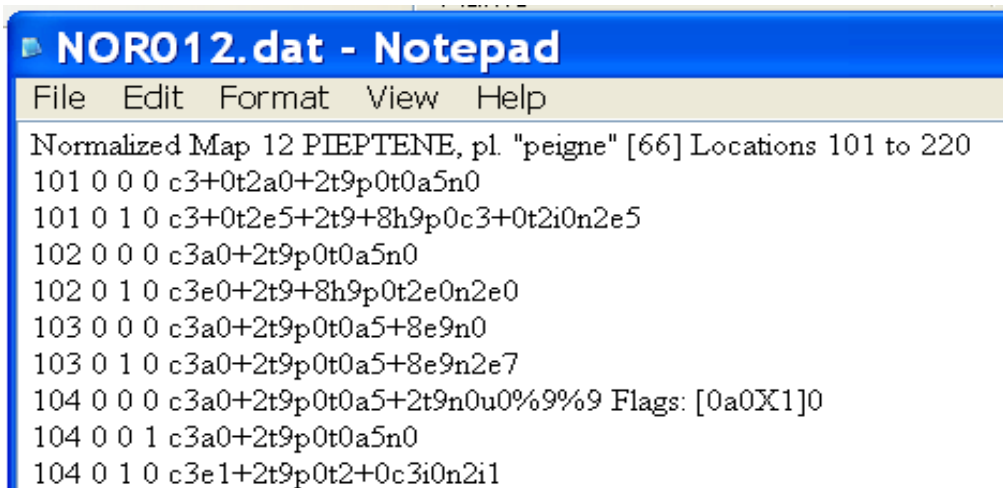 NOR012.dat - Notepad
File Edit Format View Help
Normalized Map 12 PIEPTENE, pl. "peigne" [66] Locations 101 to 220
101 0 0 0 c3+0t2a0+2t9p0t0a5n0
101 0 1 0 c3+0t2e5+2t9+8h9p0c3+0t2i0n2e5
102 0 0 0 c3a0+2t9p0t0a5n0
102 0 1 0 c3e0+2t9+8h9p0t2e0n2e0
103 0 0 0 c3a0+2t9p0t0a5+8e9n0
103 0 1 0 c3a0+2t9p0t0a5+8e9n2e7
104 0 0 0 c3a0+2t9p0t0a5+2t9n0u0%9%9 Flags: [0a0X1]0
104 0 0 1 c3a0+2t9p0t0a5n0
104 0 1 0 c3e1+2t9p0t2+0c3i0n2i1